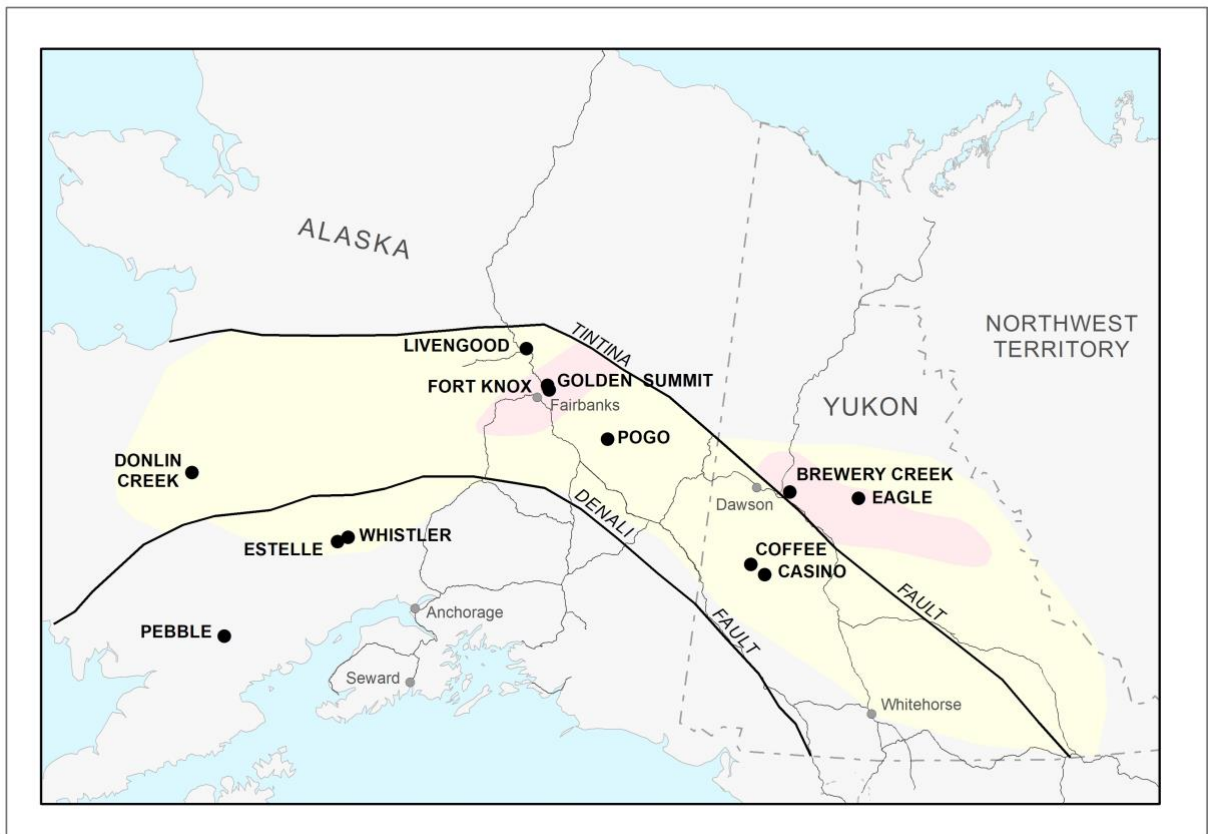 ALASKA
NORTHWEST
TERRITORY
TINTINA
LIVENGOOD
FORT KNOX
GOLDEN SUMMIT
Fairbanks
YUKON
POGO
DONLIN
CREEK
BREWERY CREEK
EAGLE
Dawson
DENALI
ESTELLE
WHISTLER
COFFEE
CASINO
FAULT
FAULT
Anchorage
PEBBLE
Seward
Whitehorse